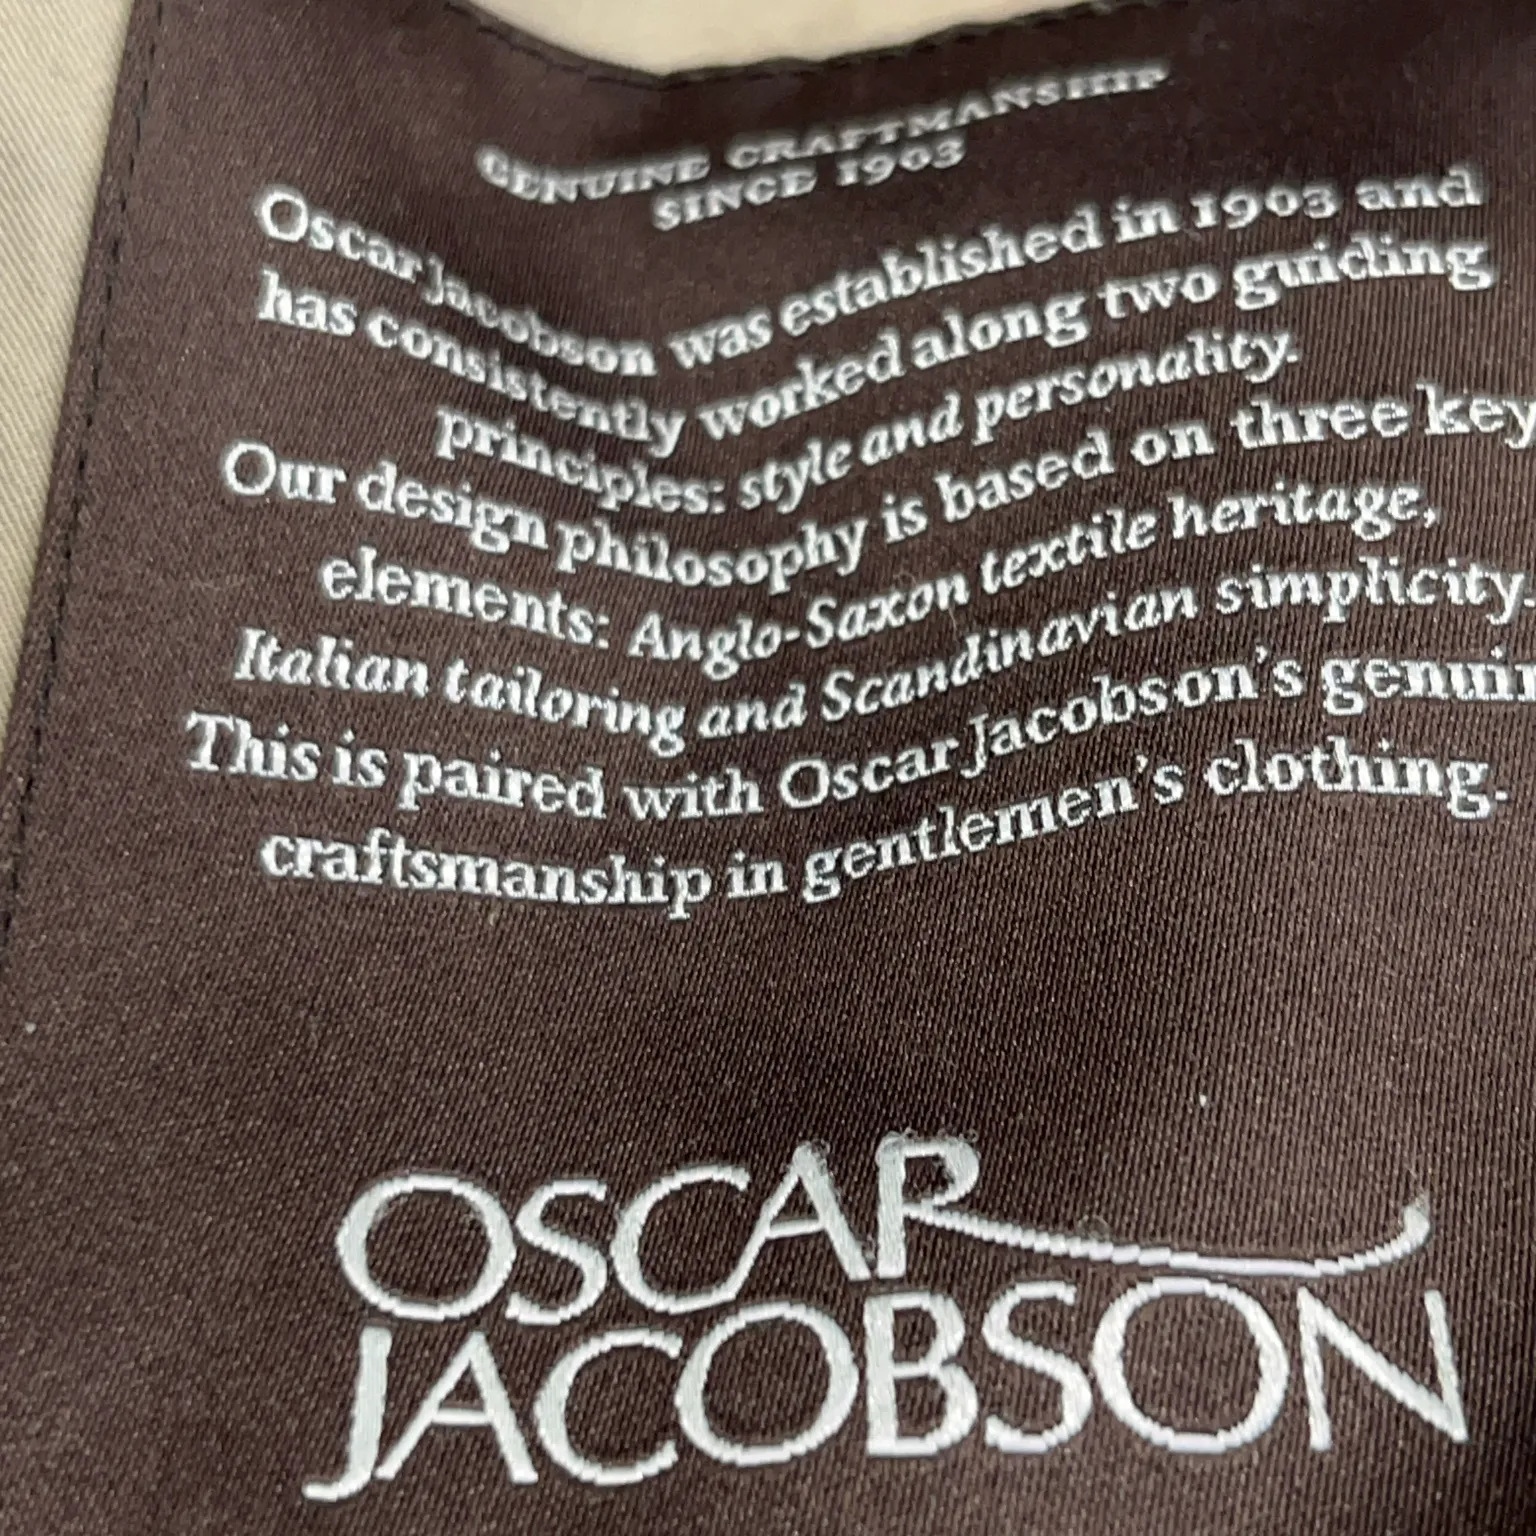 GENUINE CRAFTMANSHIP
SINCE 1903
Oscar Jacobson was established in 1903 and
has consistently worked along two guiding
principles: style and personality.
Our design philosophy is based on three key
elements: Anglo-Saxon textile heritage,
Italian tailoring and Scandinavian simplicity.
This is paired with Oscar Jacobson's genuin
craftsmanship in gentlemen's clothing.
OSCAR
JACOBSON